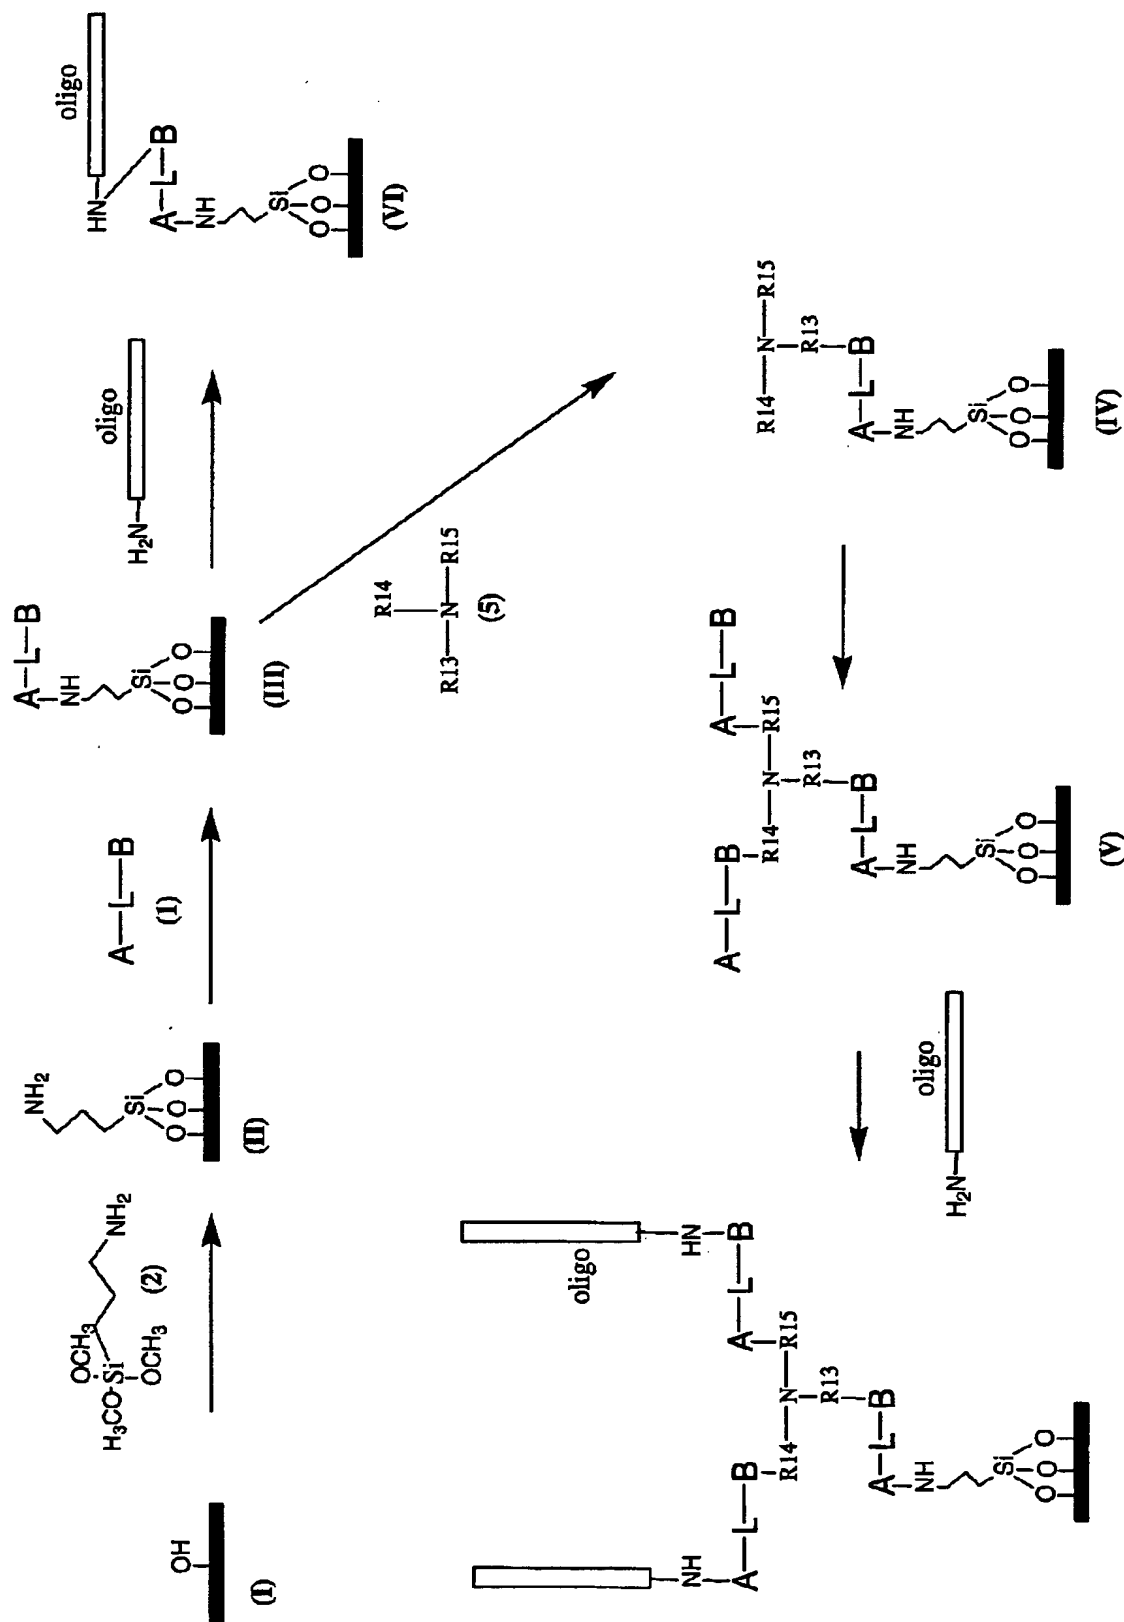 OH
(I)
H3CO-Si
OCH3
OCH3
NH2
(2)
NH2
Si
O O O
(II)
A—L—B
(1)
A—L—B
NH
Si
O O O
(III)
H2N
oligo
oligo
HN
A—L—B
NH
Si
O O O
(VI)
R14
R13—N—R15
(5)
R14—N—R15
R13
A—L—B
NH
Si
O O O
(IV)
A—L—B
A—L—B
R14—N—R15
R13
A—L—B
NH
Si
O O O
(V)
H2N
oligo
oligo
NH
HN
A—L—B
A—L—B
R14—N—R15
R13
A—L—B
NH
Si
O O O